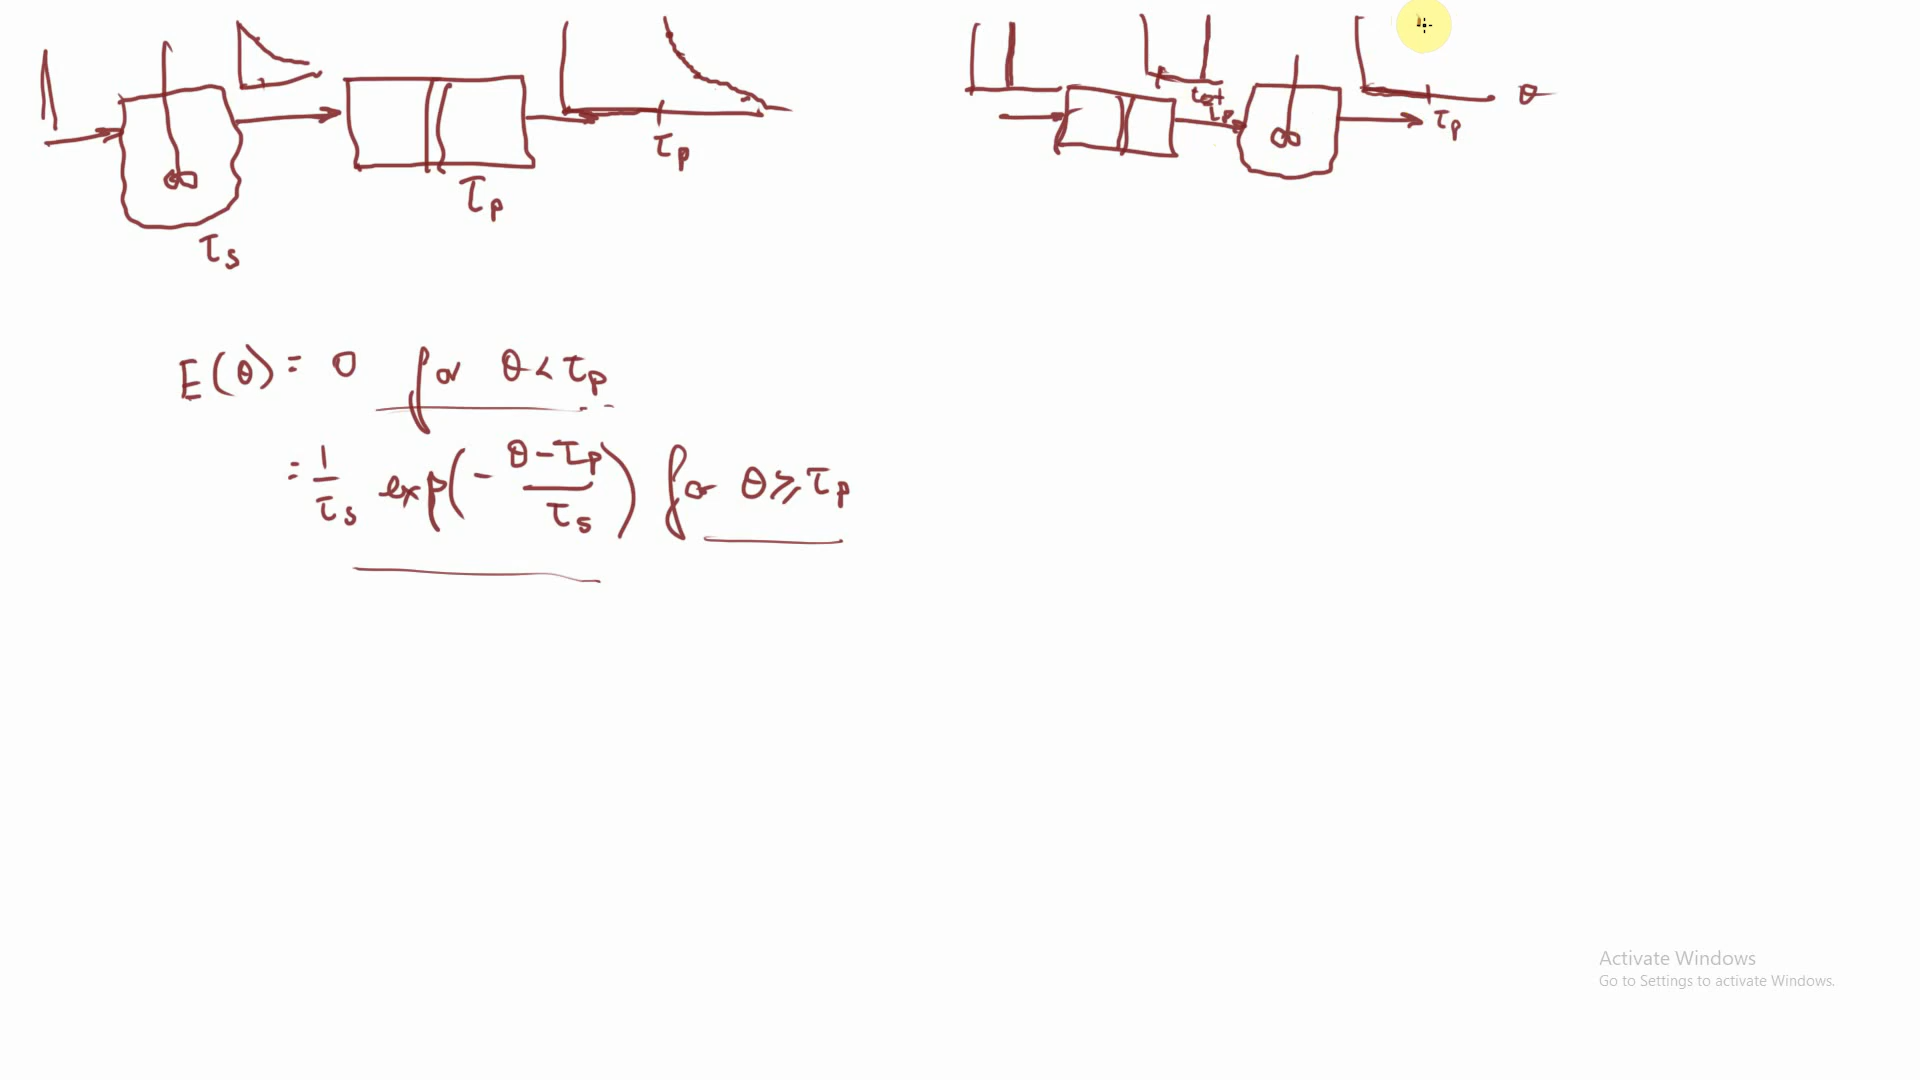 τp
τs
τp
τp
τp
θ
E(θ) = 0 for θ < τp
= 1/τs exp(- (θ - τp)/τs) for θ ≥ τp
Activate Windows
Go to Settings to activate Windows.